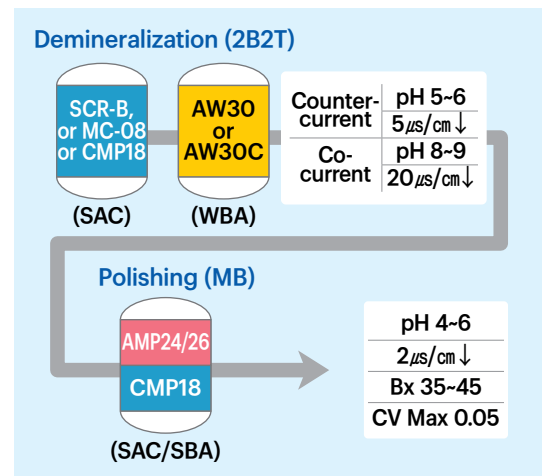 Demineralization (2B2T)
SCR-B,
or MC-08
or CMP18
(SAC)
AW30
or
AW30C
(WBA)
Counter-
current
pH 5~6
5㎲/㎝↓
Co-
current
pH 8~9
20㎲/㎝↓
Polishing (MB)
AMP24/26
CMP18
(SAC/SBA)
pH 4~6
2㎲/㎝↓
Bx 35~45
CV Max 0.05